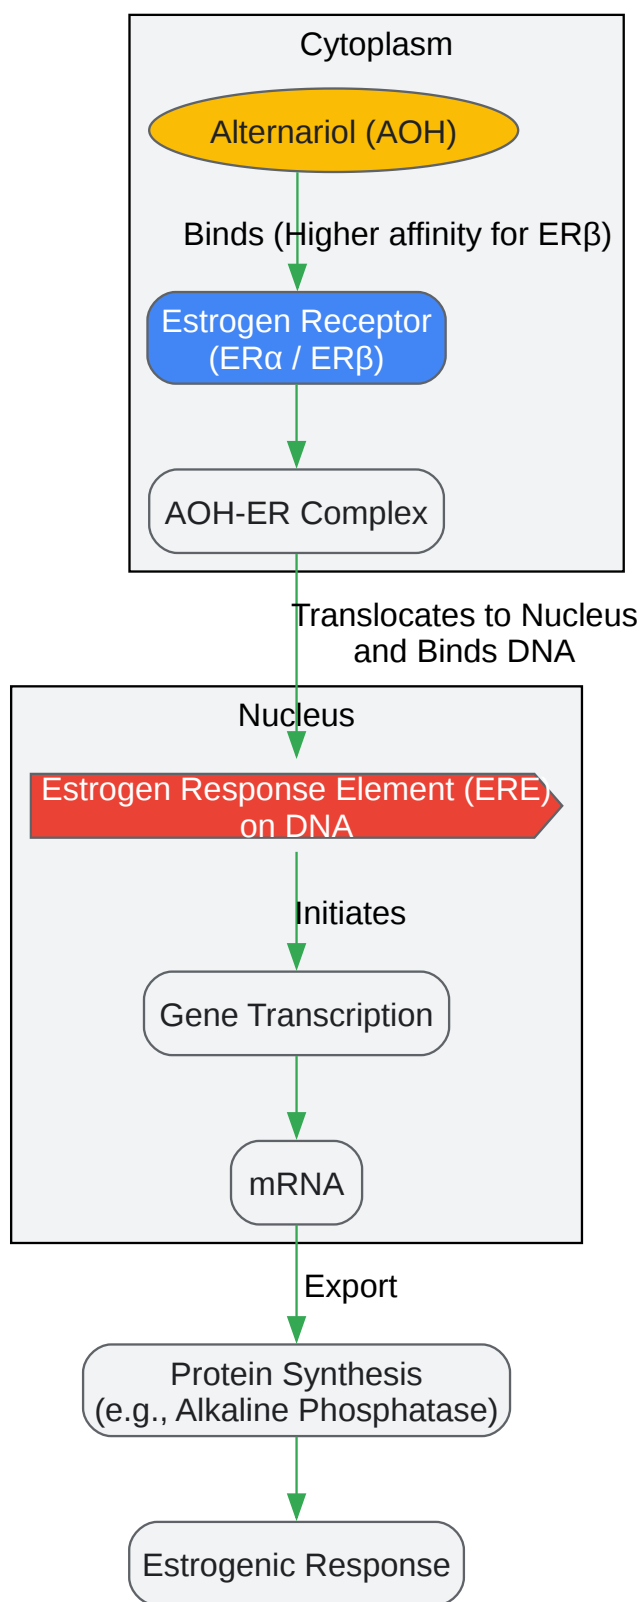 Cytoplasm
Alternariol (AOH)
Binds (Higher affinity for ERβ)
Estrogen Receptor
(ERα / ERβ)
AOH-ER Complex
Translocates to Nucleus
and Binds DNA
Nucleus
Estrogen Response Element (ERE)
on DNA
Initiates
Gene Transcription
mRNA
Export
Protein Synthesis
(e.g., Alkaline Phosphatase)
Estrogenic Response